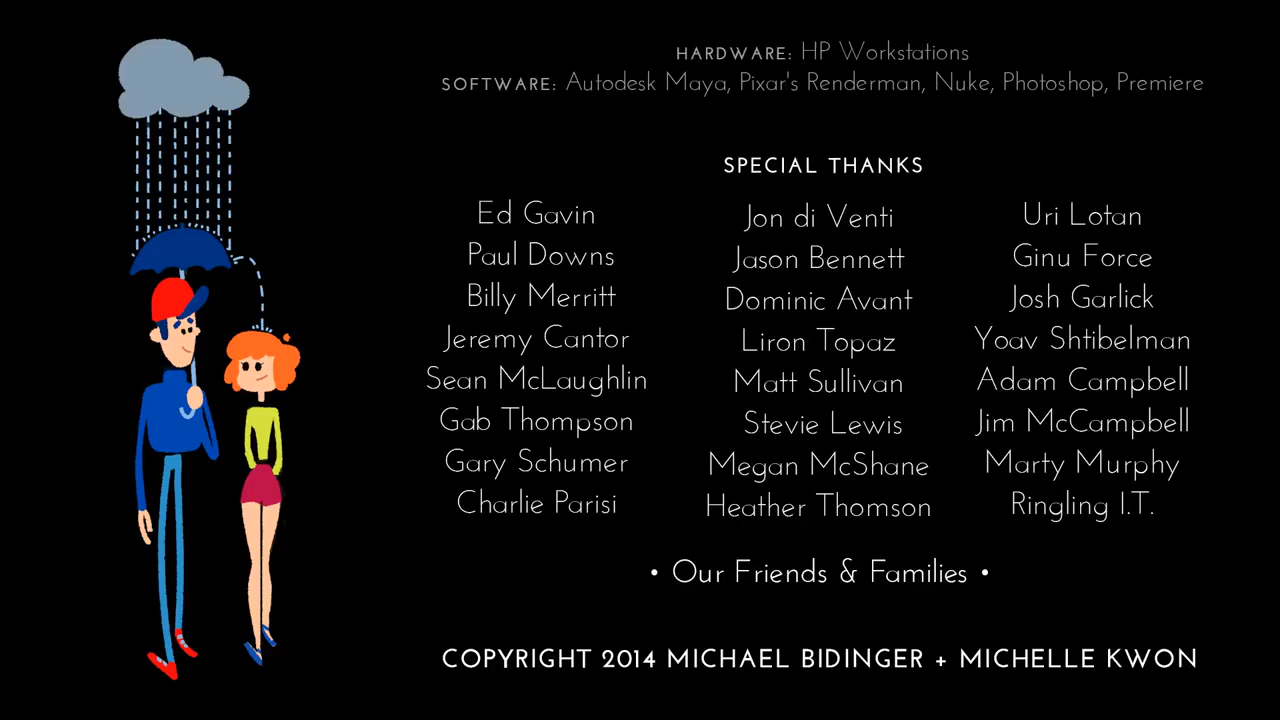 HARDWARE: HP Workstations
SOFTWARE: Autodesk Maya, Pixar's Renderman, Nuke, Photoshop, Premiere
SPECIAL THANKS
Ed Gavin
Paul Downs
Billy Merritt
Jeremy Cantor
Sean McLaughlin
Gab Thompson
Gary Schumer
Charlie Parisi
Jon di Venti
Jason Bennett
Dominic Avant
Liron Topaz
Matt Sullivan
Stevie Lewis
Megan McShane
Heather Thomson
Uri Lotan
Ginu Force
Josh Garlick
Yoav Shtibelman
Adam Campbell
Jim McCampbell
Marty Murphy
Ringling I.T.
• Our Friends & Families •
COPYRIGHT 2014 MICHAEL BIDINGER + MICHELLE KWON